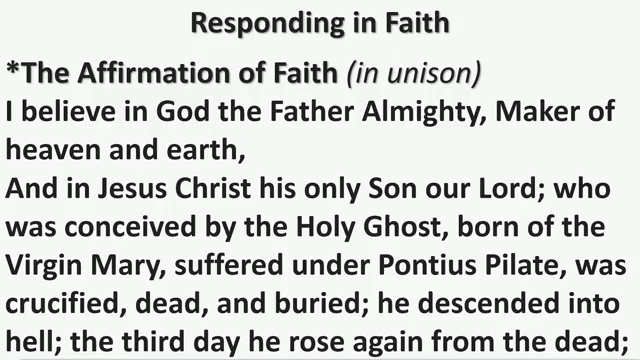 Responding in Faith
*The Affirmation of Faith (in unison)
I believe in God the Father Almighty, Maker of
heaven and earth,
And in Jesus Christ his only Son our Lord; who
was conceived by the Holy Ghost, born of the
Virgin Mary, suffered under Pontius Pilate, was
crucified, dead, and buried; he descended into
hell; the third day he rose again from the dead;